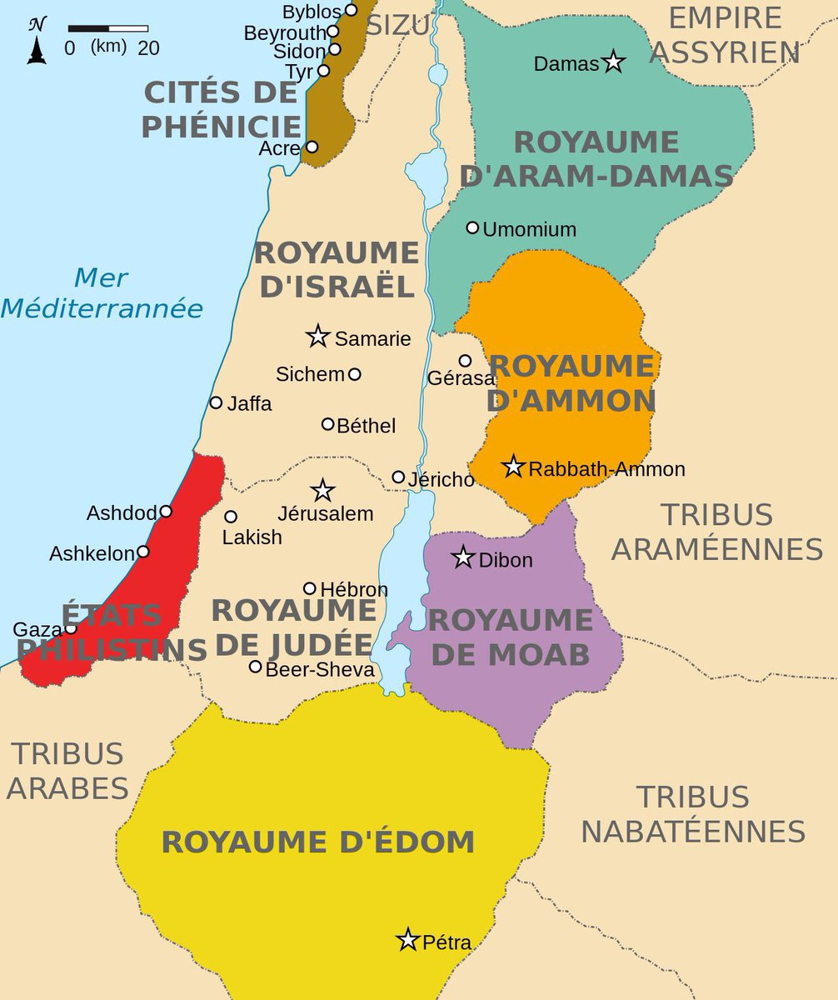 N
0 (km) 20
Byblos
Beyrouth
Sidon
Tyr
SIZU
EMPIRE
ASSYRIEN
Damas
CITÉS DE
PHÉNICIE
Acre
ROYAUME
D'ARAM-DAMAS
Umomium
ROYAUME
D'ISRAËL
Mer
Méditerrannée
Samarie
Sichem
Gérasa
ROYAUME
D'AMMON
Jaffa
Béthel
Rabbath-Ammon
Jéricho
Jérusalem
Ashdod
Lakish
TRIBUS
ARAMÉENNES
Ashkelon
Dibon
Hébron
ÉTATS
PHILISTINS
Gaza
ROYAUME
DE JUDÉE
ROYAUME
DE MOAB
Beer-Sheva
TRIBUS
ARABES
TRIBUS
NABATÉENNES
ROYAUME D'ÉDOM
Pétra